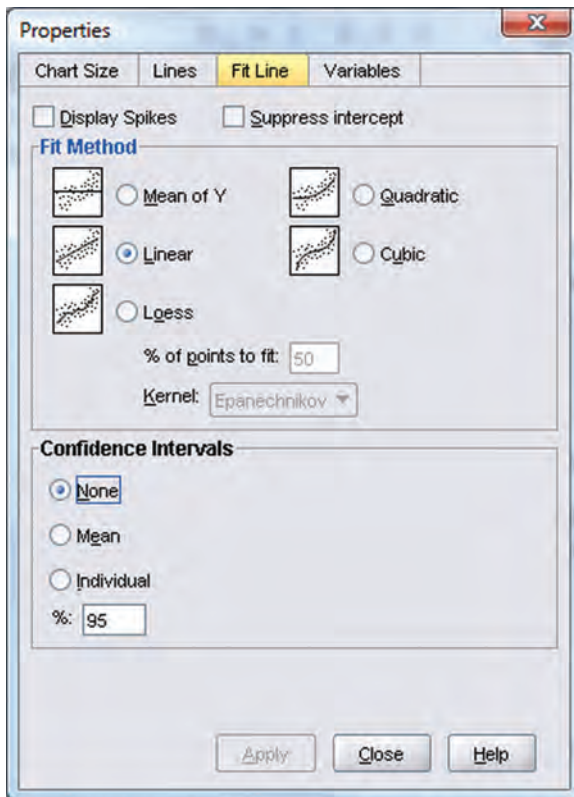 Properties
Chart Size Lines Fit Line Variables
Display Spikes Suppress intercept
Fit Method
Mean of Y Quadratic
Linear Cubic
Loess
% of points to fit: 50
Kernel: Epanechnikov
Confidence Intervals
None
Mean
Individual
%: 95
Apply Close Help